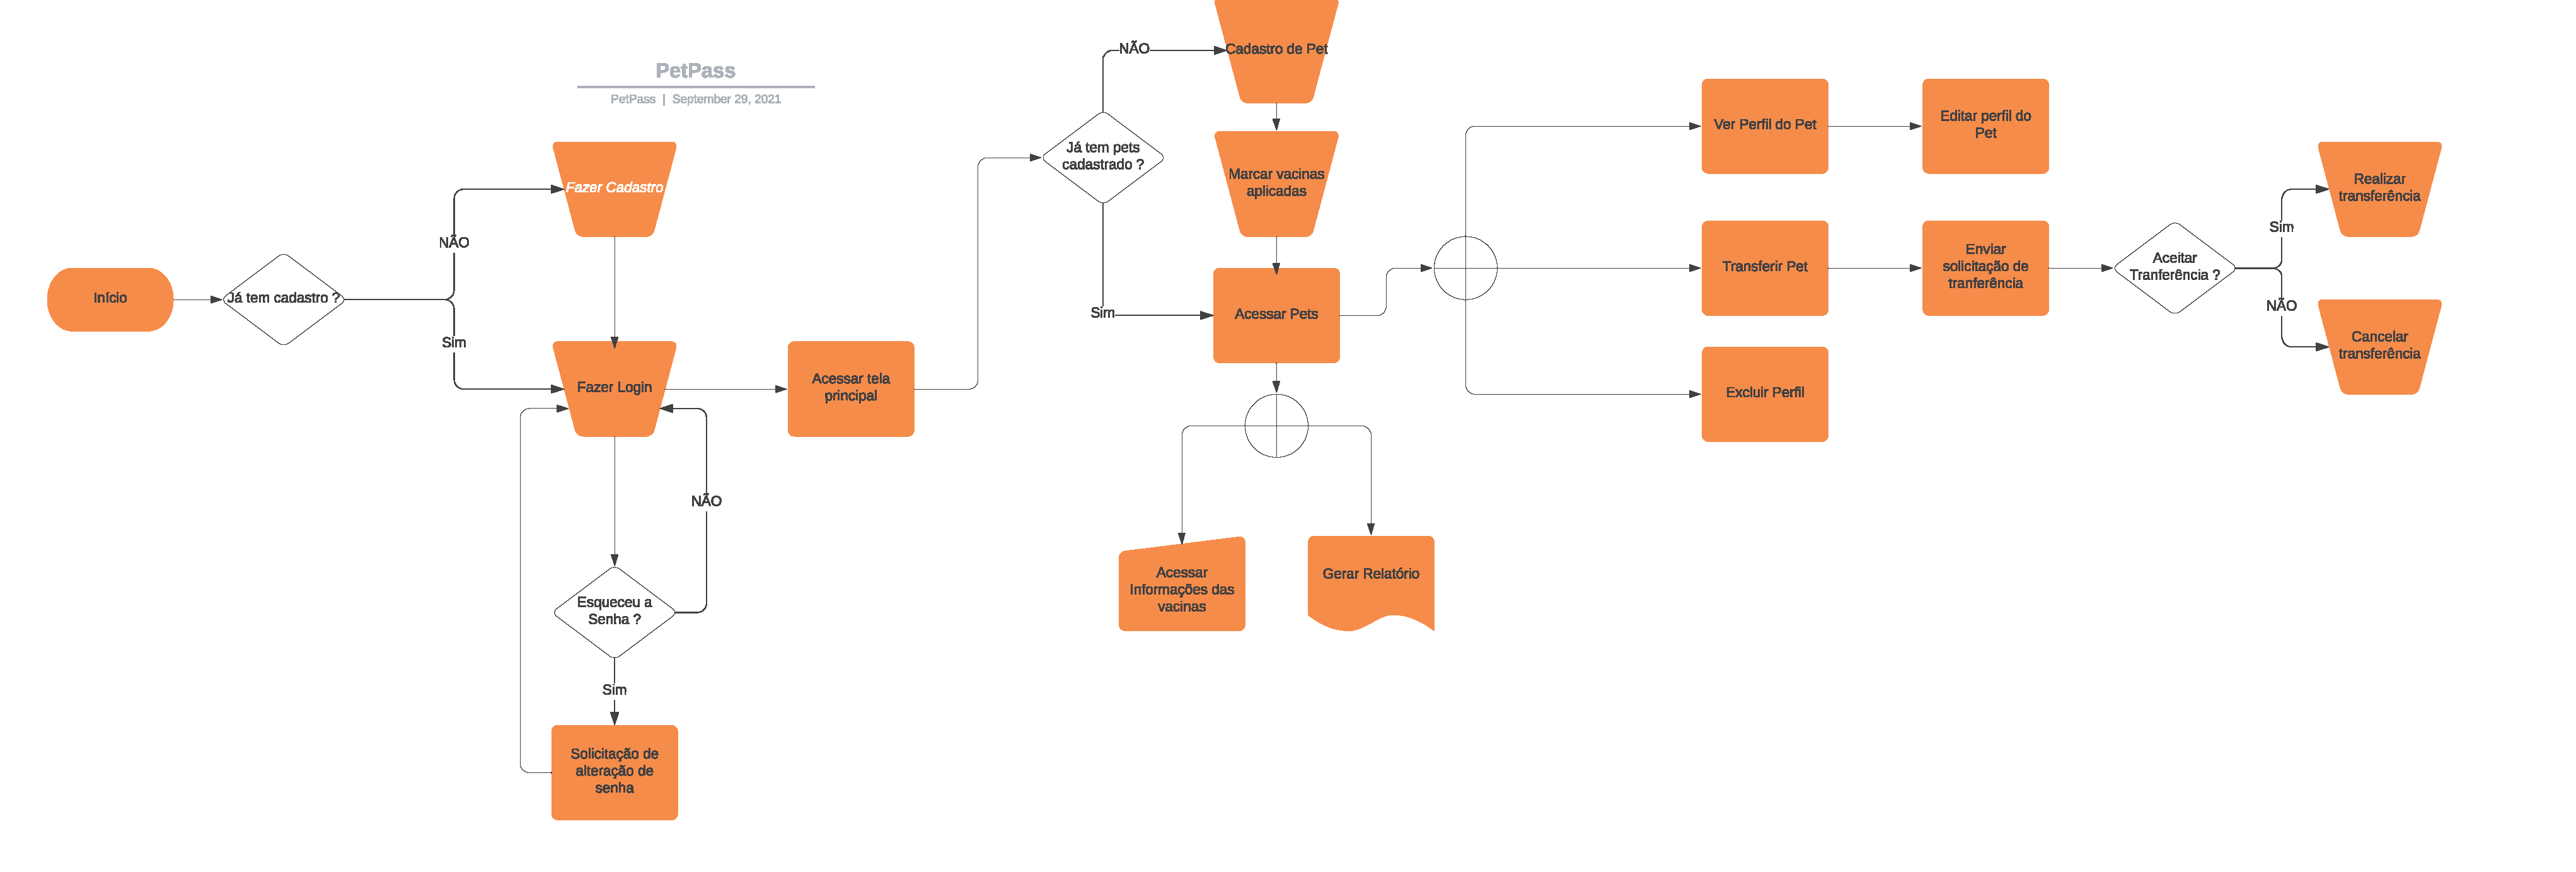 PetPass
PetPass | September 29, 2021
Início
Já tem cadastro ?
NÃO
Sim
Fazer Cadastro
Fazer Login
NÃO
Esqueceu a
Senha ?
Sim
Solicitação de
alteração de
senha
Acessar tela
principal
Já tem pets
cadastrado ?
NÃO
Sim
Cadastro de Pet
Marcar vacinas
aplicadas
Acessar Pets
Acessar
Informações das
vacinas
Gerar Relatório
Ver Perfil do Pet
Editar perfil do
Pet
Transferir Pet
Enviar
solicitação de
tranferência
Aceitar
Tranferência ?
Sim
NÃO
Realizar
transferência
Cancelar
transferência
Excluir Perfil